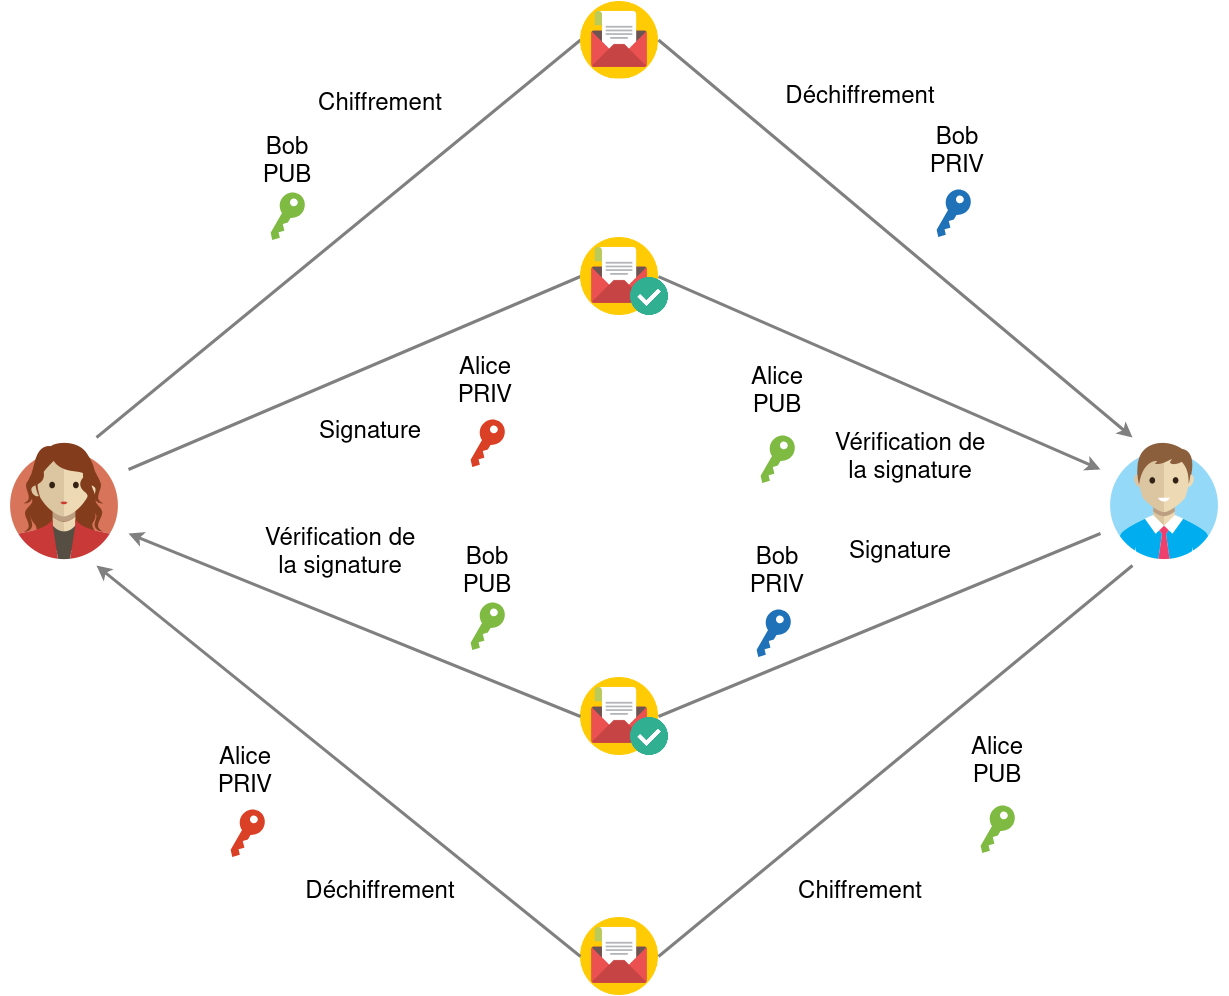 Chiffrement
Déchiffrement
Bob
PUB
Bob
PRIV
Alice
PRIV
Signature
Alice
PUB
Vérification de
la signature
Vérification de
la signature
Bob
PUB
Bob
PRIV
Signature
Alice
PRIV
Déchiffrement
Alice
PUB
Chiffrement